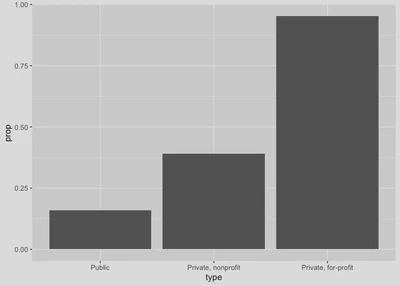 1.00
0.75
0.50
0.25
0.00
prop
Public
Private, nonprofit
Private, for-profit
type